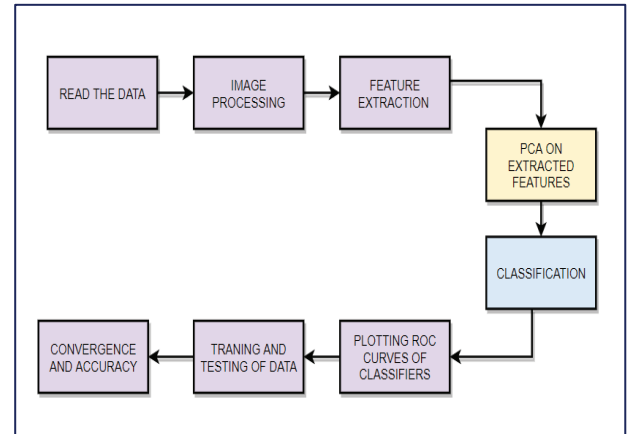 READ THE DATA
IMAGE
PROCESSING
FEATURE
EXTRACTION
PCA ON
EXTRACTED
FEATURES
CLASSIFICATION
PLOTTING ROC
CURVES OF
CLASSIFIERS
TRANING AND
TESTING OF DATA
CONVERGENCE
AND ACCURACY